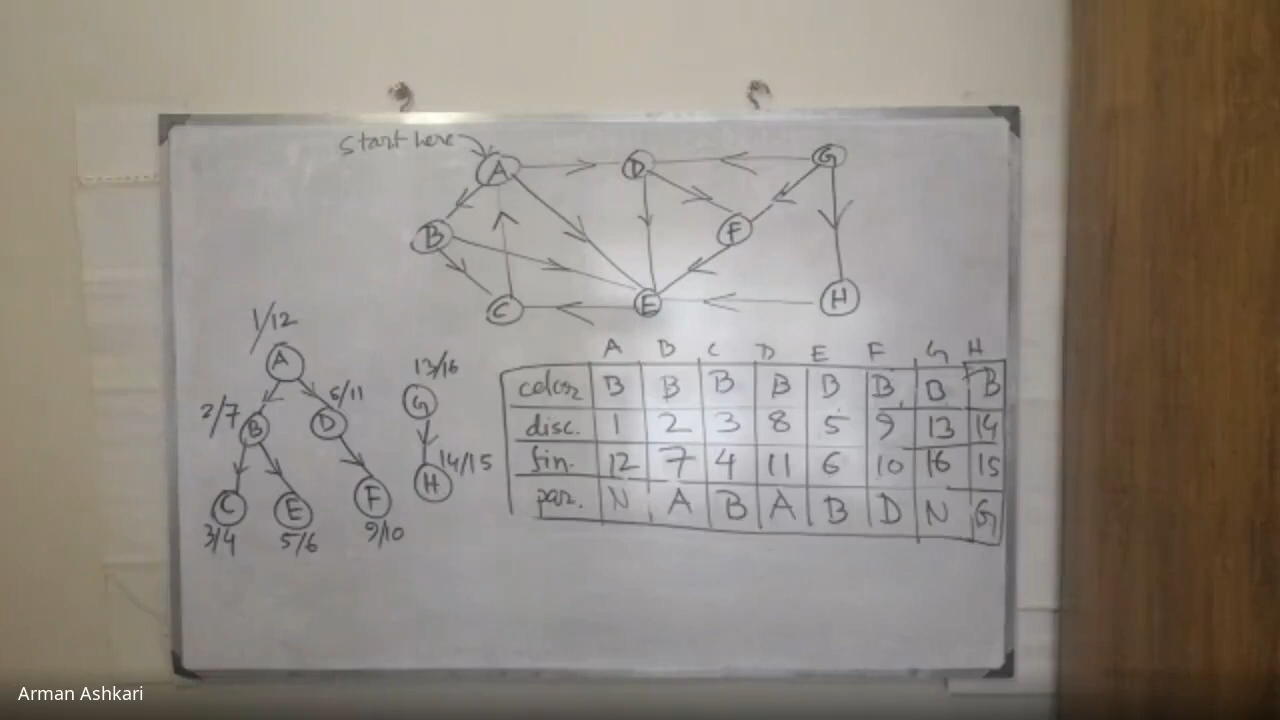 start here
A D G
B F
C E H
1/12
A
13/16
G
6/11
2/7
B D
14/15
H
C E F
3/4 5/6 9/10
A B C D E F G H
color B B B B B B B B
disc. 1 2 3 8 5 9 13 14
fin. 12 7 4 11 6 10 16 15
par. N A B A B D N G
Arman Ashkari